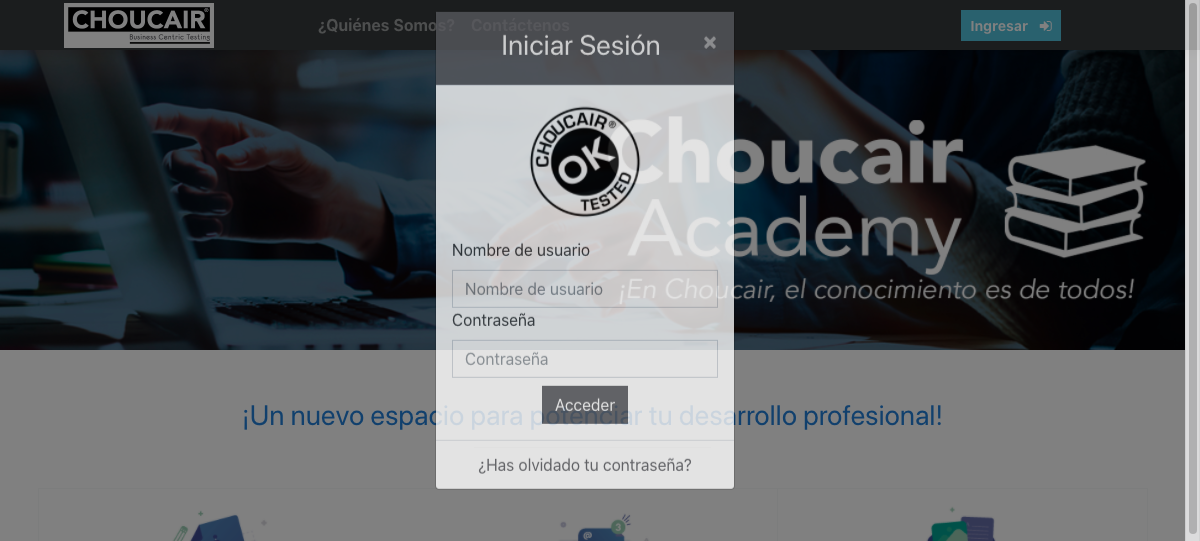 CHOUCAIR®
Business Centric Testing
¿Quiénes Somos? Contáctenos
Ingresar
Iniciar Sesión
×
CHOUCAIR®
OK
TESTED
Choucair
Academy
¡En Choucair, el conocimiento es de todos!
Nombre de usuario
Nombre de usuario
Contraseña
Contraseña
Acceder
¡Un nuevo espacio para potenciar tu desarrollo profesional!
¿Has olvidado tu contraseña?
3